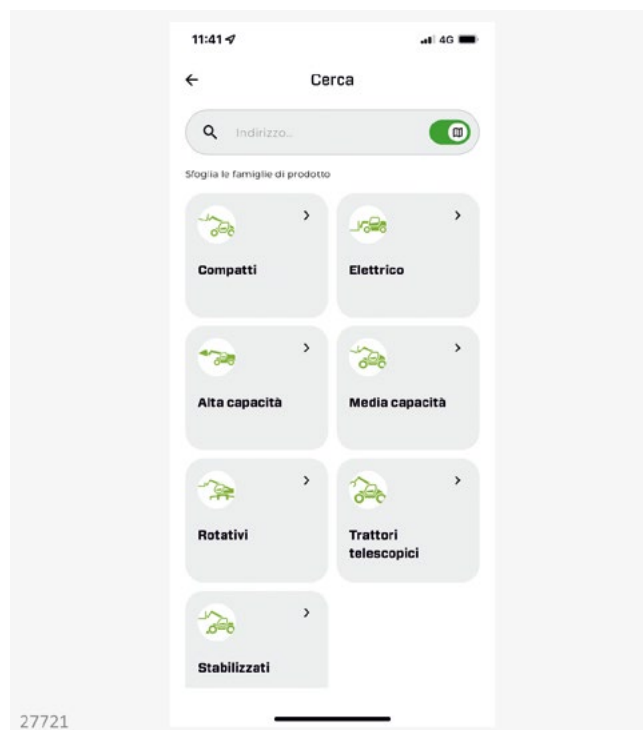 11:41
4G
Cerca
Indirizzo...
Sfoglia le famiglie di prodotto
Compatti
Elettrico
Alta capacità
Media capacità
Rotativi
Trattori
telescopici
Stabilizzati
27721